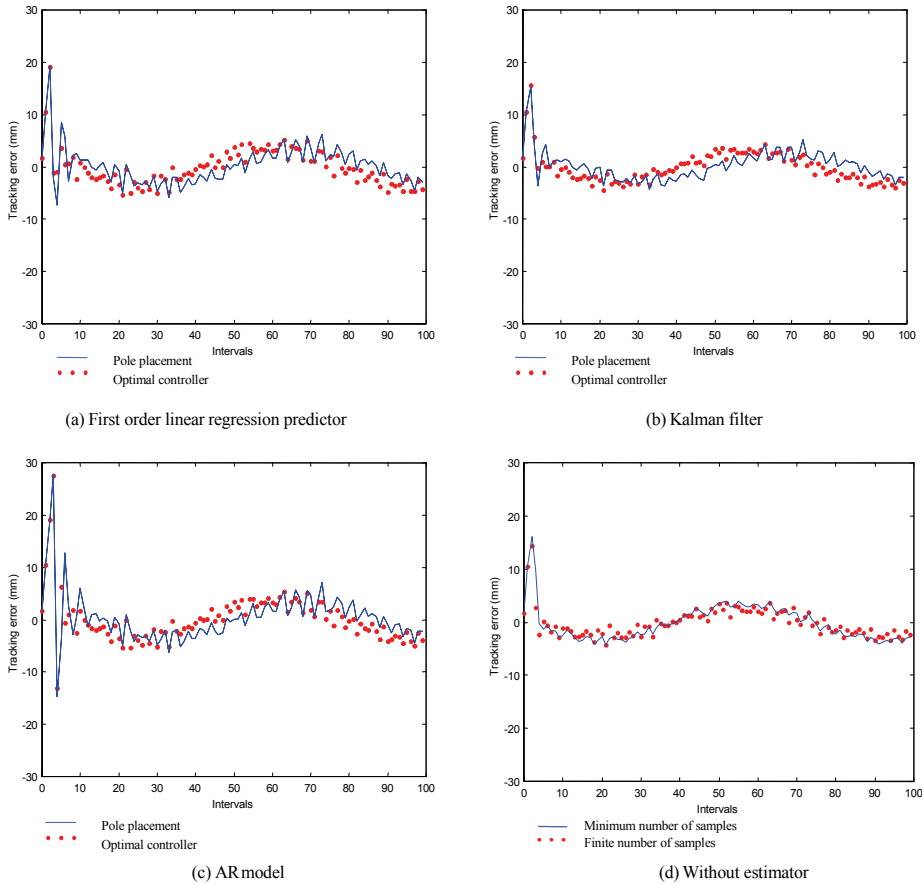 30
20
10
0
-10
-20
-30
Tracking error (mm)
0 10 20 30 40 50 60 70 80 90 100
Intervals
Pole placement
Optimal controller
(a) First order linear regression predictor
30
20
10
0
-10
-20
-30
Tracking error (mm)
0 10 20 30 40 50 60 70 80 90 100
Intervals
Pole placement
Optimal controller
(b) Kalman filter
30
20
10
0
-10
-20
-30
Tracking error (mm)
0 10 20 30 40 50 60 70 80 90 100
Intervals
Pole placement
Optimal controller
(c) AR model
30
20
10
0
-10
-20
-30
Tracking error (mm)
0 10 20 30 40 50 60 70 80 90 100
Intervals
Minimum number of samples
Finite number of samples
(d) Without estimator